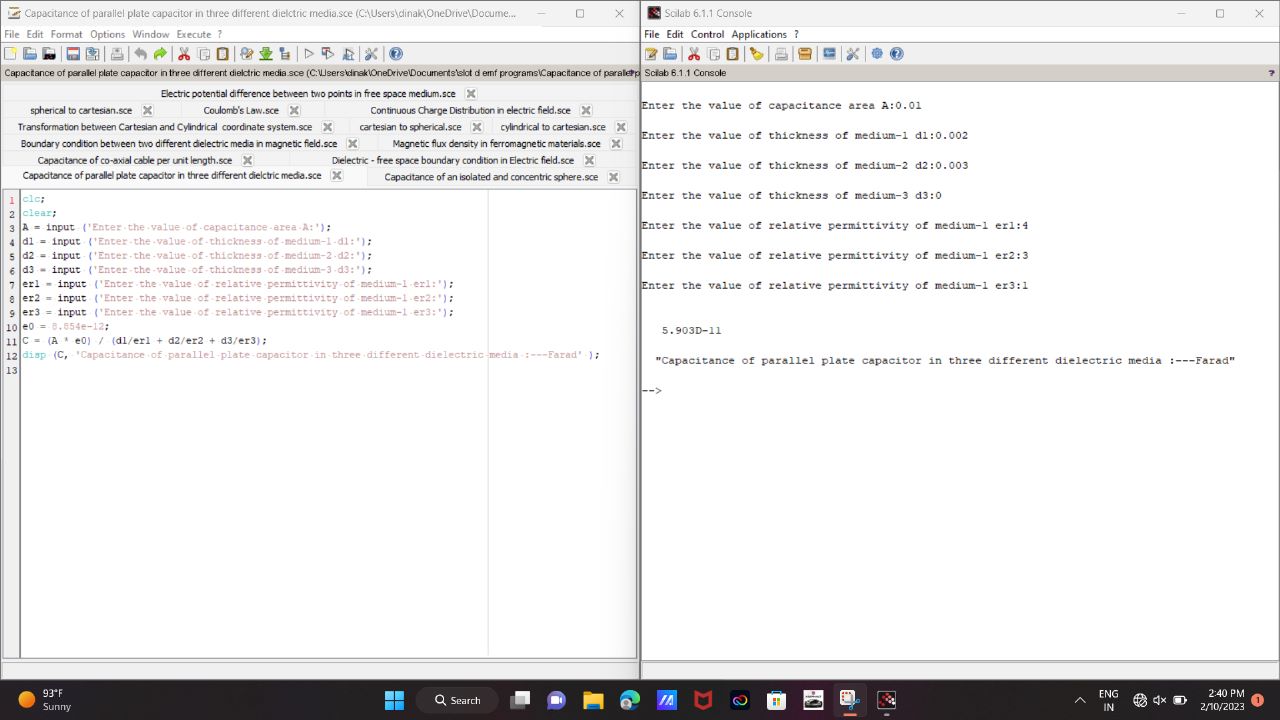 Capacitance of parallel plate capacitor in three different dielctric media.sce (C:\Users\dinak\OneDrive\Docume...
File Edit Format Options Window Execute ?
Capacitance of parallel plate capacitor in three different dielctric media.sce (C:\Users\dinak\OneDrive\Documents\slot d emf programs\Capacitance of parallel p
Electric potential difference between two points in free space medium.sce
spherical to cartesian.sce Coulomb's Law.sce Continuous Charge Distribution in electric field.sce
Transformation between Cartesian and Cylindrical coordinate system.sce cartesian to spherical.sce cylindrical to cartesian.sce
Boundary condition between two different dielectric media in magnetic field.sce Magnetic flux density in ferromagnetic materials.sce
Capacitance of co-axial cable per unit length.sce Dielectric - free space boundary condition in Electric field.sce
Capacitance of parallel plate capacitor in three different dielctric media.sce Capacitance of an isolated and concentric sphere.sce
1 clc;
2 clear;
3 A = input ('Enter the value of capacitance area A:');
4 d1 = input ('Enter the value of thickness of medium-1 d1:');
5 d2 = input ('Enter the value of thickness of medium-2 d2:');
6 d3 = input ('Enter the value of thickness of medium-3 d3:');
7 er1 = input ('Enter the value of relative permittivity of medium-1 er1:');
8 er2 = input ('Enter the value of relative permittivity of medium-1 er2:');
9 er3 = input ('Enter the value of relative permittivity of medium-1 er3:');
10 e0 = 8.854e-12;
11 C = (A * e0) / (d1/er1 + d2/er2 + d3/er3);
12 disp (C, 'Capacitance of parallel plate capacitor in three different dielectric media :---Farad' );
13
Scilab 6.1.1 Console
File Edit Control Applications ?
Scilab 6.1.1 Console ?
Enter the value of capacitance area A:0.01
Enter the value of thickness of medium-1 d1:0.002
Enter the value of thickness of medium-2 d2:0.003
Enter the value of thickness of medium-3 d3:0
Enter the value of relative permittivity of medium-1 er1:4
Enter the value of relative permittivity of medium-1 er2:3
Enter the value of relative permittivity of medium-1 er3:1
5.903D-11
"Capacitance of parallel plate capacitor in three different dielectric media :---Farad"
-->
93°F
Sunny
Search
ENG
IN
2:40 PM
2/10/2023
1